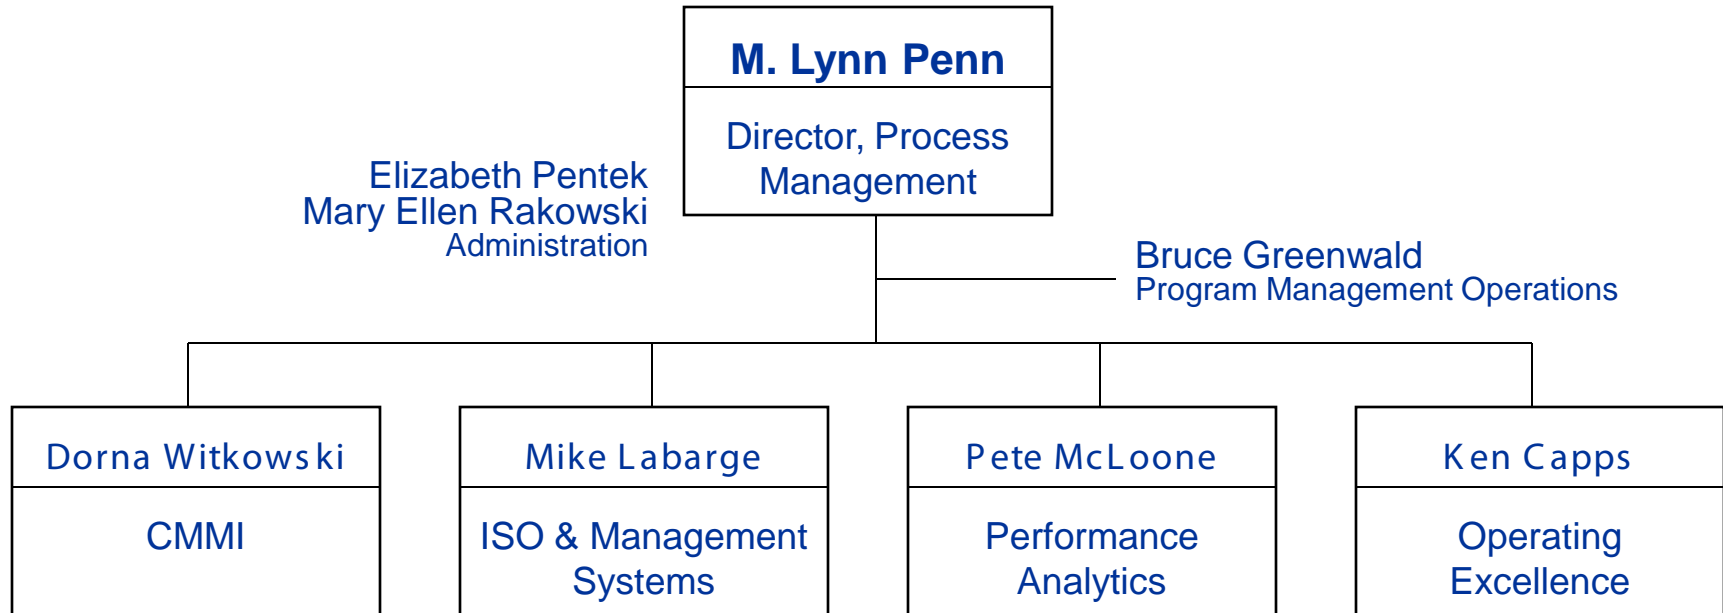 M. Lynn Penn
Director, Process
Management
Elizabeth Pentek
Mary Ellen Rakowski
Administration
Bruce Greenwald
Program Management Operations
Dorna Witkowski
CMMI
Mike Labarge
ISO & Management
Systems
Pete McLoone
Performance
Analytics
Ken Capps
Operating
Excellence